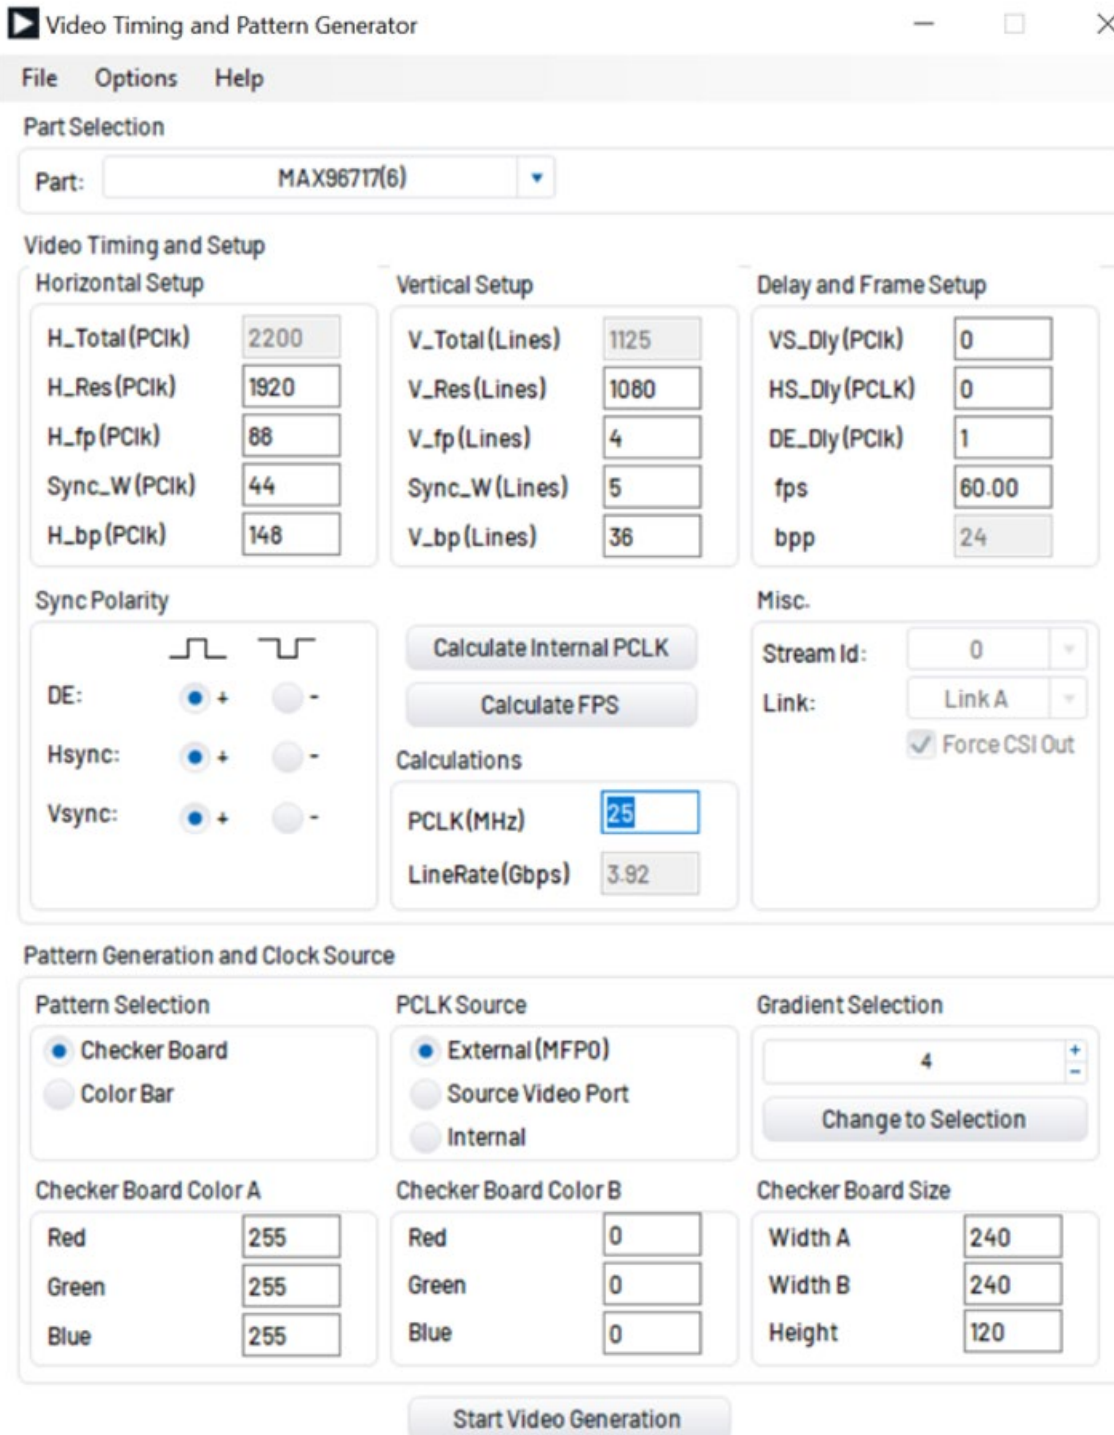 Video Timing and Pattern Generator
File Options Help
Part Selection
Part: MAX96717(6)
Video Timing and Setup
Horizontal Setup
H_Total(PClk) 2200
H_Res(PClk) 1920
H_fp(PClk) 88
Sync_W(PClk) 44
H_bp(PClk) 148
Vertical Setup
V_Total(Lines) 1125
V_Res(Lines) 1080
V_fp(Lines) 4
Sync_W(Lines) 5
V_bp(Lines) 36
Delay and Frame Setup
VS_Dly(PClk) 0
HS_Dly(PCLK) 0
DE_Dly(PClk) 1
fps 60.00
bpp 24
Sync Polarity
DE: + -
Hsync: + -
Vsync: + -
Calculate Internal PCLK
Calculate FPS
Calculations
PCLK(MHz) 25
LineRate(Gbps) 3.92
Misc.
Stream Id: 0
Link: Link A
Force CSI Out
Pattern Generation and Clock Source
Pattern Selection
Checker Board
Color Bar
PCLK Source
External(MFP0)
Source Video Port
Internal
Gradient Selection
4 + -
Change to Selection
Checker Board Color A
Red 255
Green 255
Blue 255
Checker Board Color B
Red 0
Green 0
Blue 0
Checker Board Size
Width A 240
Width B 240
Height 120
Start Video Generation